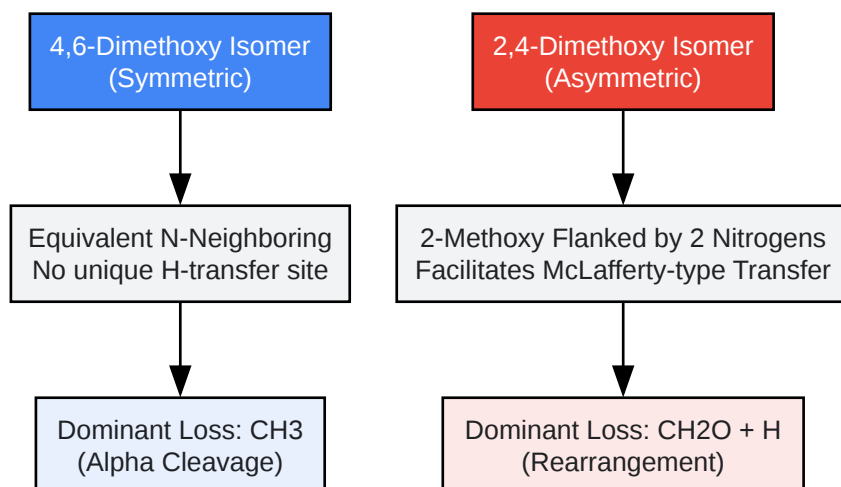 4,6-Dimethoxy Isomer
(Symmetric)
2,4-Dimethoxy Isomer
(Asymmetric)
Equivalent N-Neighboring
No unique H-transfer site
2-Methoxy Flanked by 2 Nitrogens
Facilitates McLafferty-type Transfer
Dominant Loss: CH3
(Alpha Cleavage)
Dominant Loss: CH2O + H
(Rearrangement)